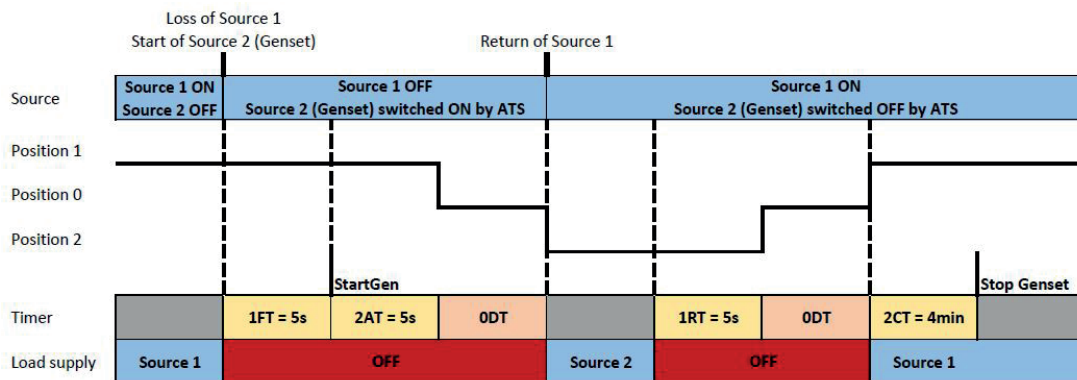 Loss of Source 1
Start of Source 2 (Genset)
Return of Source 1
Source
Source 1 ON
Source 2 OFF
Source 1 OFF
Source 2 (Genset) switched ON by ATS
Source 1 ON
Source 2 (Genset) switched OFF by ATS
Position 1
Position 0
Position 2
StartGen
Stop Genset
Timer
1FT = 5s
2AT = 5s
0DT
1RT = 5s
0DT
2CT = 4min
Load supply
Source 1
OFF
Source 2
OFF
Source 1